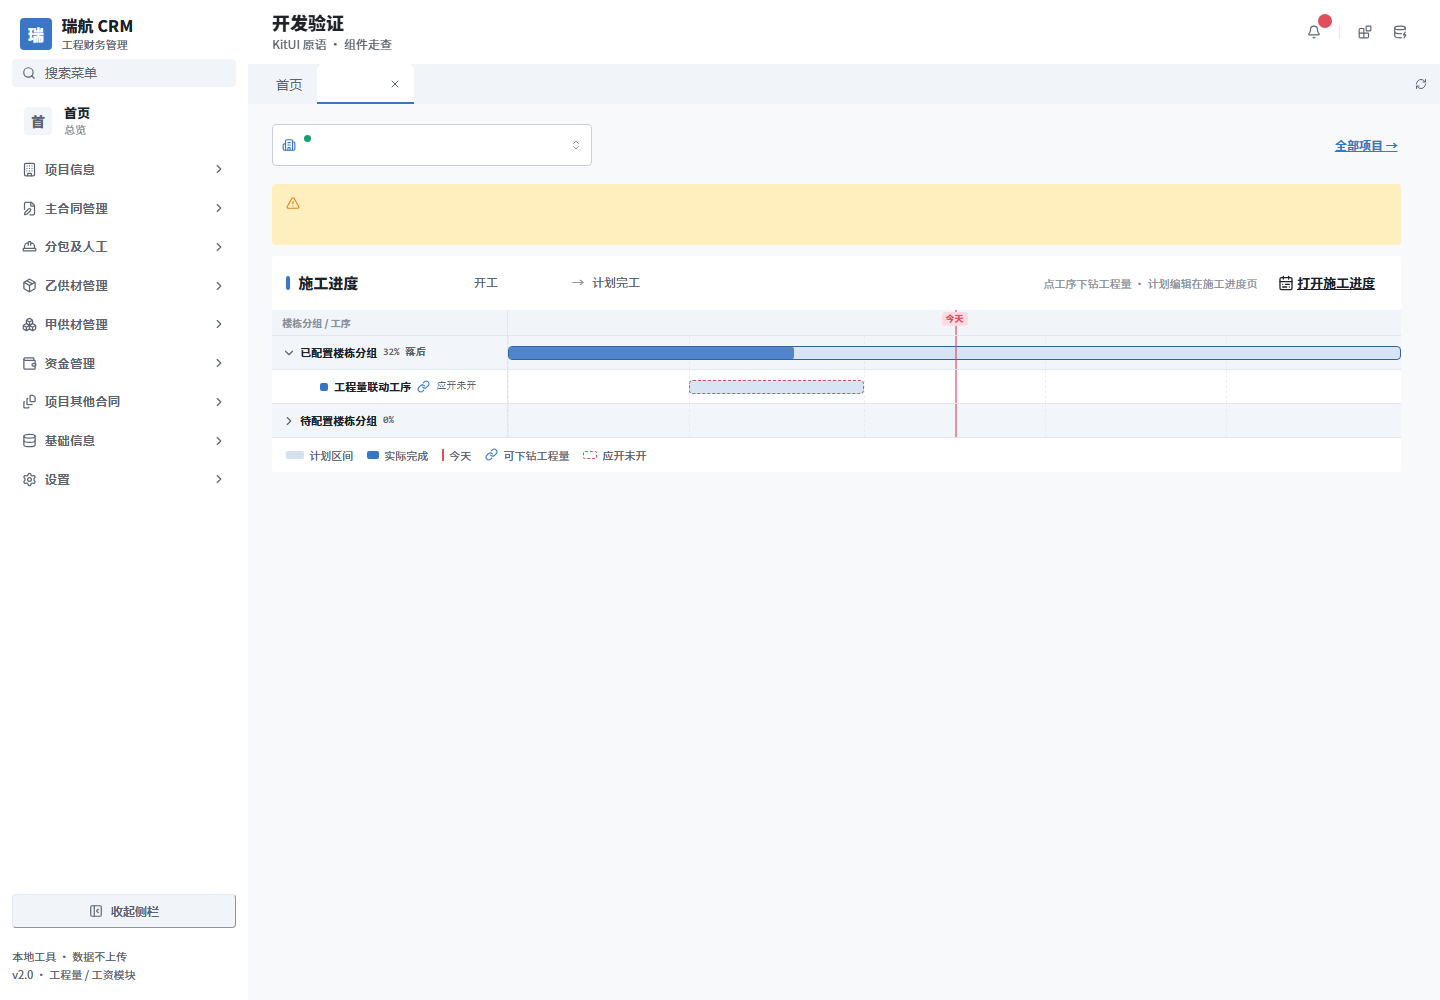 瑞
瑞航 CRM
工程财务管理
搜索菜单
首
首页
总览
项目信息
主合同管理
分包及人工
乙供材管理
甲供材管理
资金管理
项目其他合同
基础信息
设置
收起侧栏
本地工具 · 数据不上传
v2.0 · 工程量 / 工资模块
开发验证
KitUI 原语 · 组件走查
首页
全部项目 →
施工进度
开工 → 计划完工
点工序下钻工程量 · 计划编辑在施工进度页
打开施工进度
楼栋分组 / 工序
今天
已配置楼栋分组 32% 落后
工程量联动工序 应开未开
待配置楼栋分组 0%
计划区间 实际完成 今天 可下钻工程量 应开未开